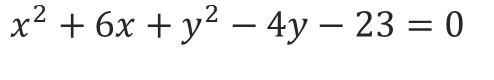 x² + 6x + y² − 4y − 23 = 0